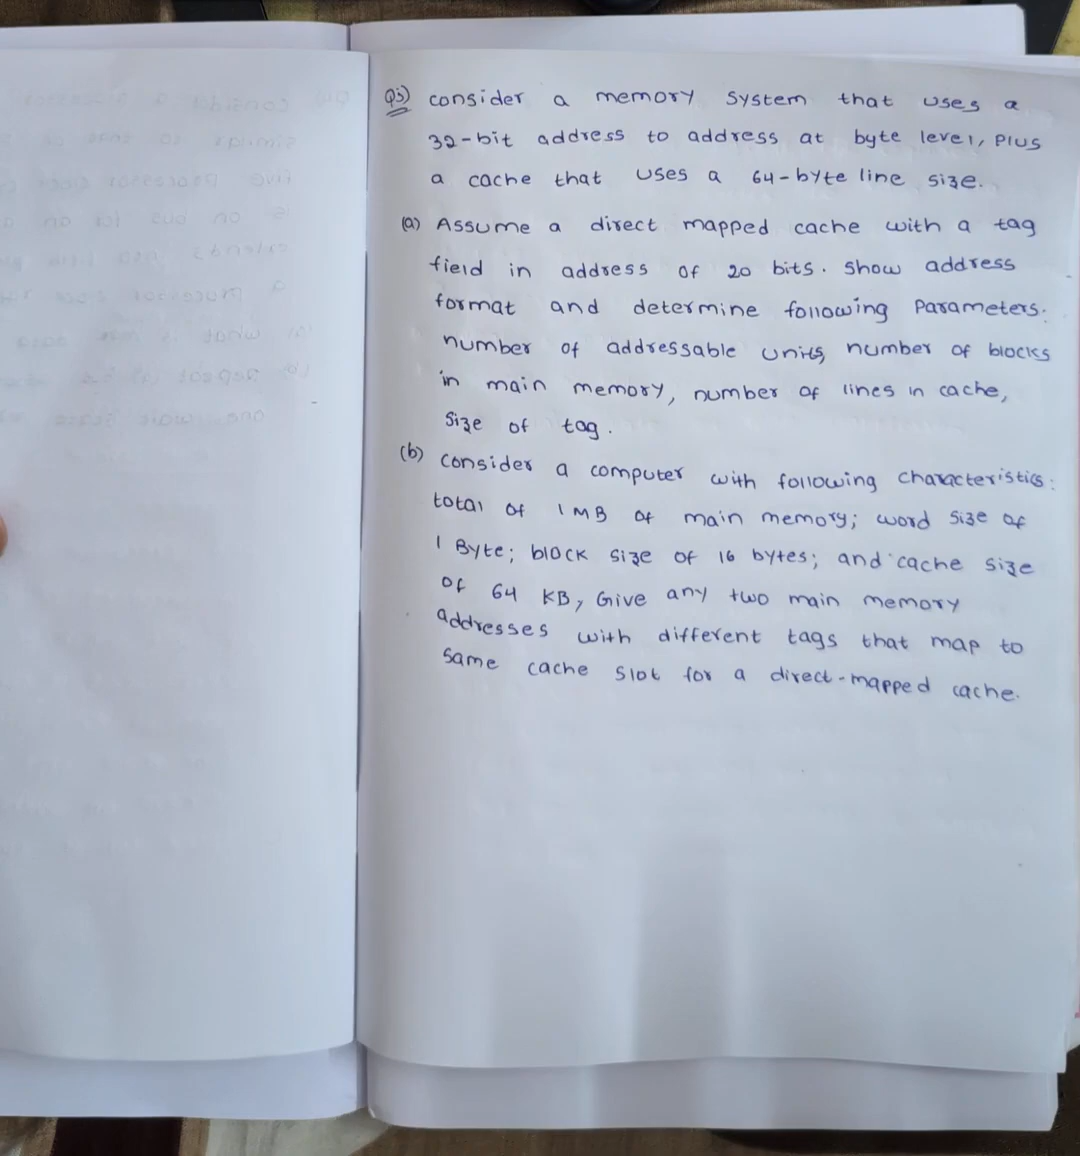 Q3) consider a memory system that uses a
32-bit address to address at byte level, plus
a cache that uses a 64-byte line size.
(a) Assume a direct mapped cache with a tag
field in address of 20 bits. show address
format and determine following parameters:
number of addressable units, number of blocks
in main memory, number of lines in cache,
size of tag.
(b) consider a computer with following characteristics:
total of 1 MB of main memory; word size of
1 Byte; block size of 16 bytes; and cache size
of 64 KB, Give any two main memory
addresses with different tags that map to
same cache slot for a direct-mapped cache.